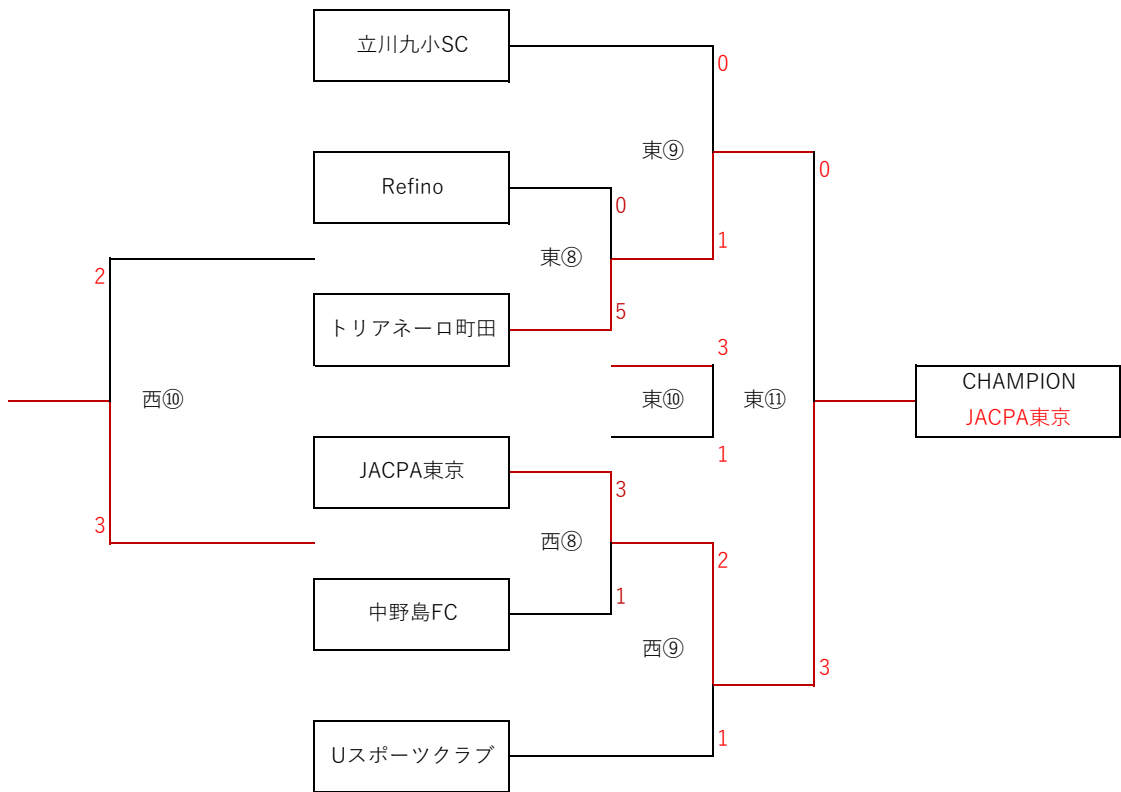 立川九小SC
0
東⑨
Refino
0
0
1
東⑧
2
5
トリアネーロ町田
3
西⑩
東⑩
東⑪
CHAMPION
JACPA東京
1
JACPA東京
3
3
西⑧
2
1
中野島FC
西⑨
3
Uスポーツクラブ
1